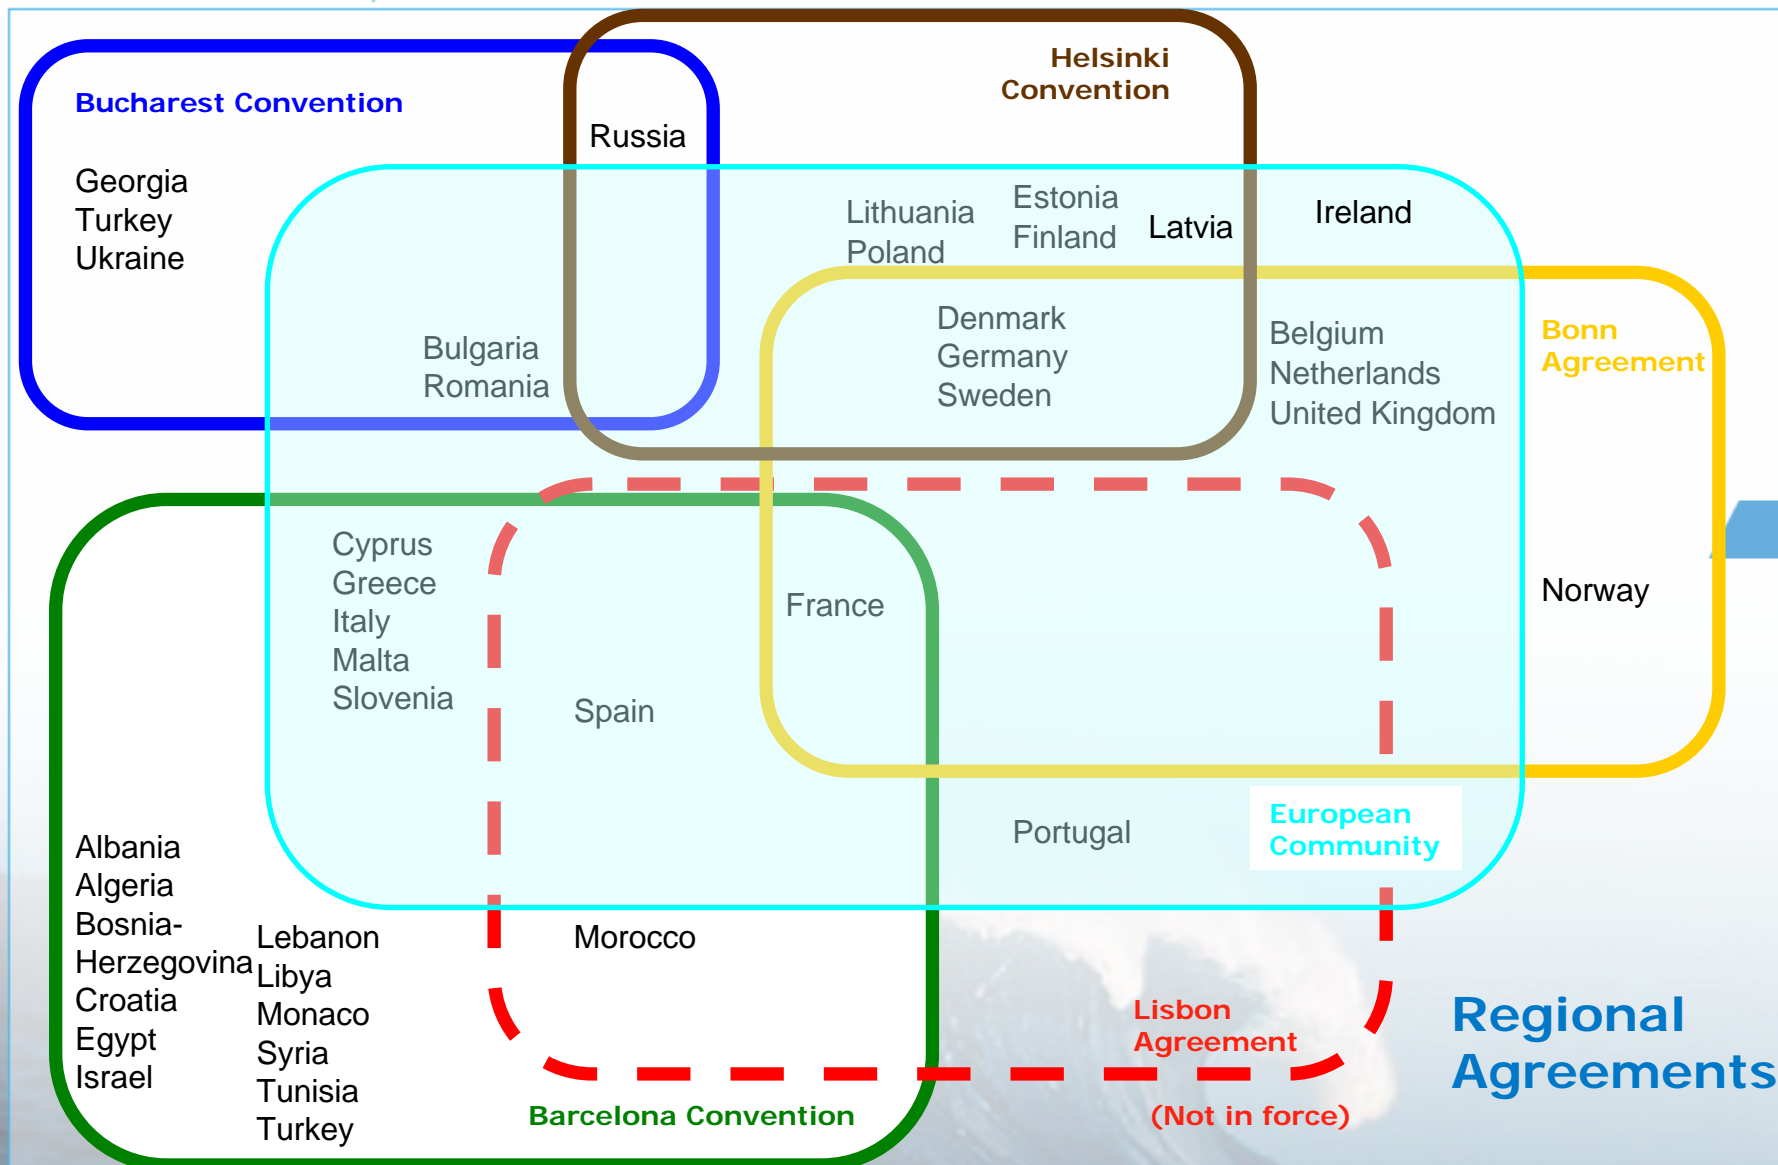 Bucharest Convention
Georgia
Turkey
Ukraine
Helsinki
Convention
Russia
Lithuania
Poland
Estonia
Finland
Latvia
Ireland
Bulgaria
Romania
Denmark
Germany
Sweden
Belgium
Netherlands
United Kingdom
Bonn
Agreement
Cyprus
Greece
Italy
Malta
Slovenia
Spain
France
Norway
Portugal
European
Community
Albania
Algeria
Bosnia-
Herzegovina
Croatia
Egypt
Israel
Lebanon
Libya
Monaco
Syria
Tunisia
Turkey
Morocco
Lisbon
Agreement
(Not in force)
Barcelona Convention
Regional
Agreements